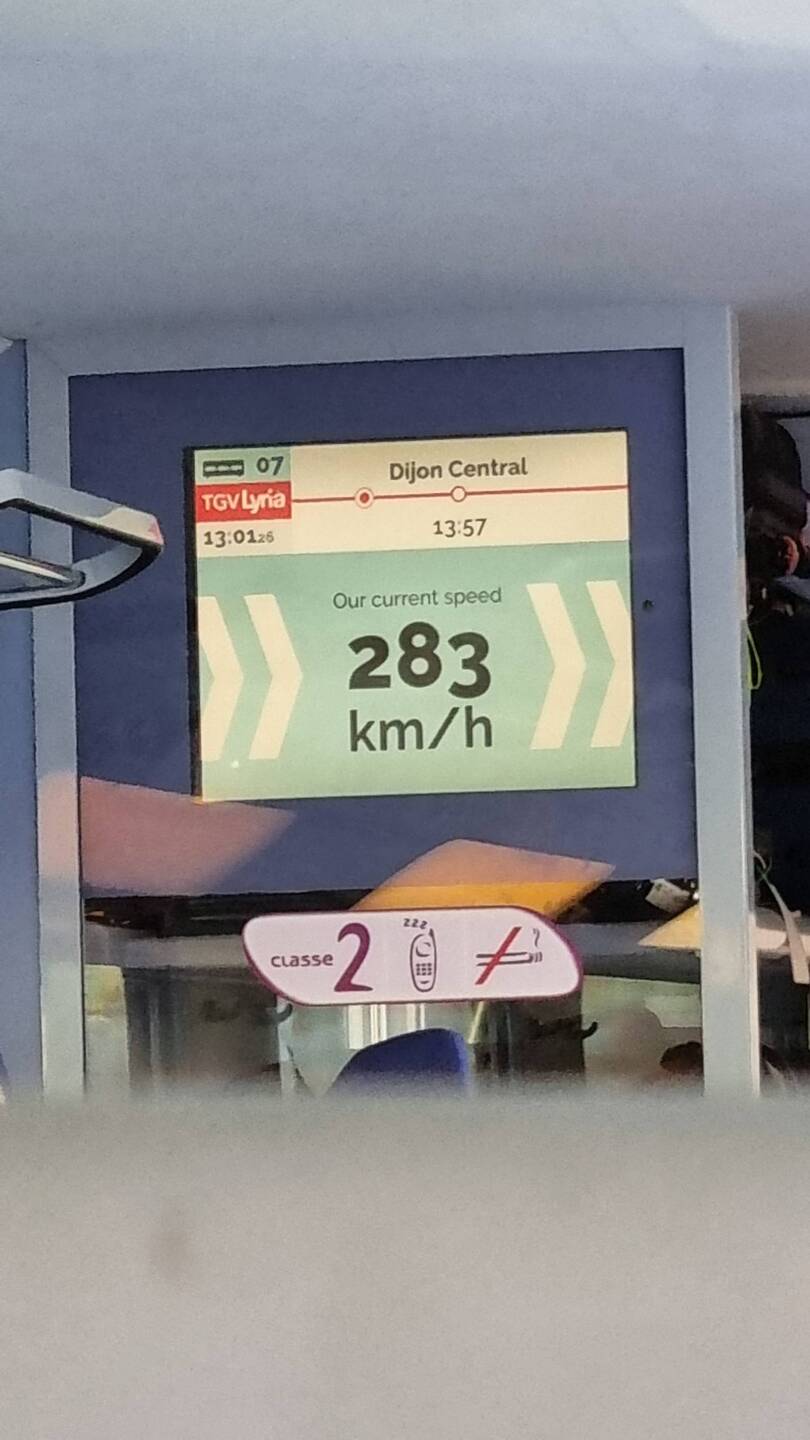 07
Dijon Central
TGV Lyria
13:01 26
13:57
Our current speed
283
km/h
classe 2
zzz